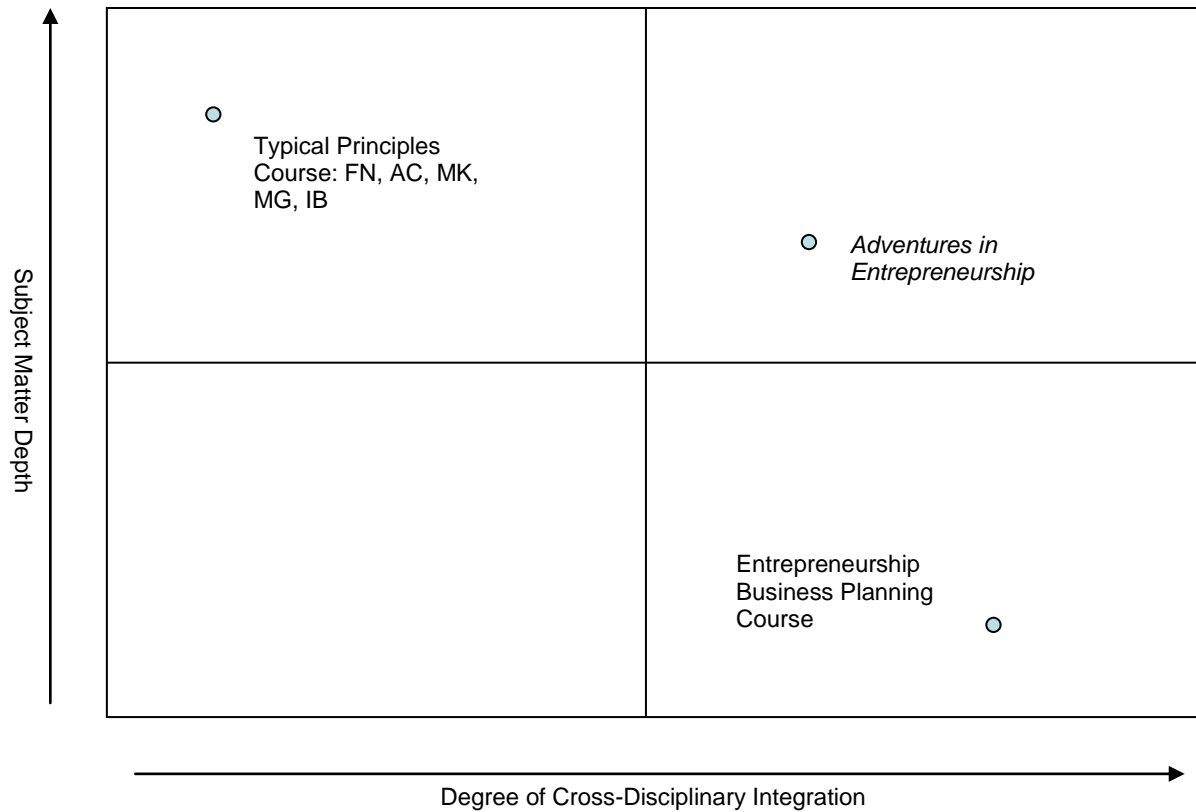 Typical Principles
Course: FN, AC, MK,
MG, IB
Adventures in
Entrepreneurship
Subject Matter Depth
Entrepreneurship
Business Planning
Course
Degree of Cross-Disciplinary Integration